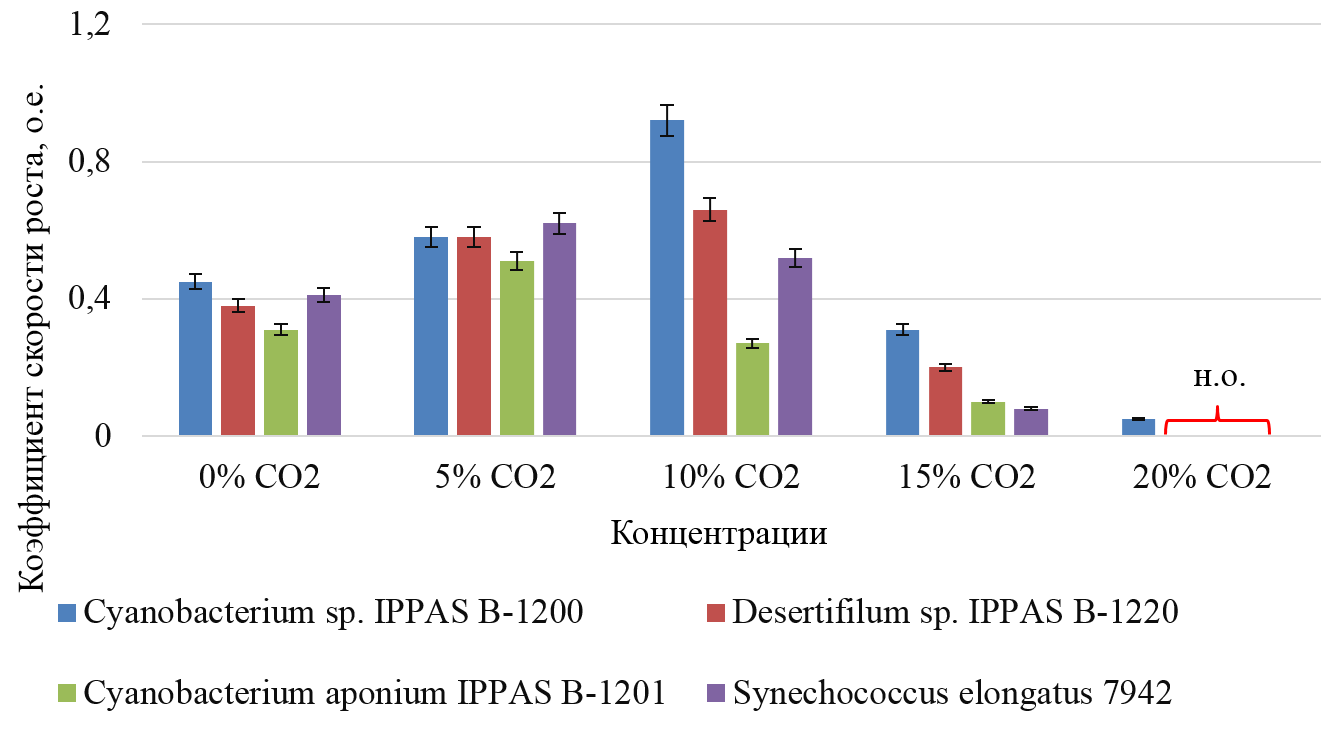 1,2
0,8
0,4
0
Коэффициент скорости роста, о.е.
н.о.
0% CO2 5% CO2 10% CO2 15% CO2 20% CO2
Концентрации
Cyanobacterium sp. IPPAS B-1200 Desertifilum sp. IPPAS B-1220
Cyanobacterium aponium IPPAS B-1201 Synechococcus elongatus 7942